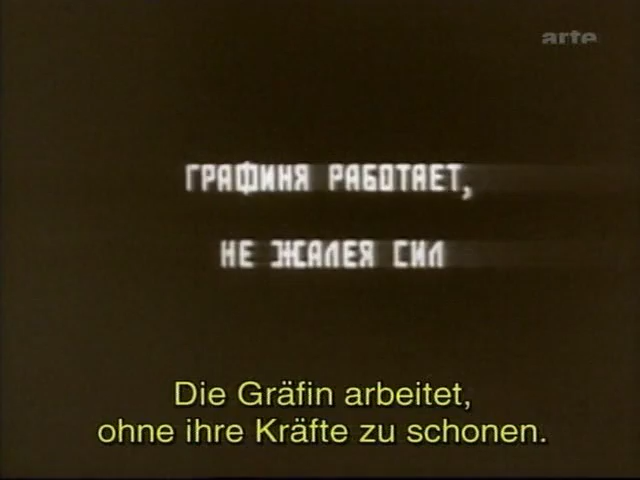 arte
ГРАФИНЯ РАБОТАЕТ,
НЕ ЖАЛЕЯ СИЛ
Die Gräfin arbeitet,
ohne ihre Kräfte zu schonen.